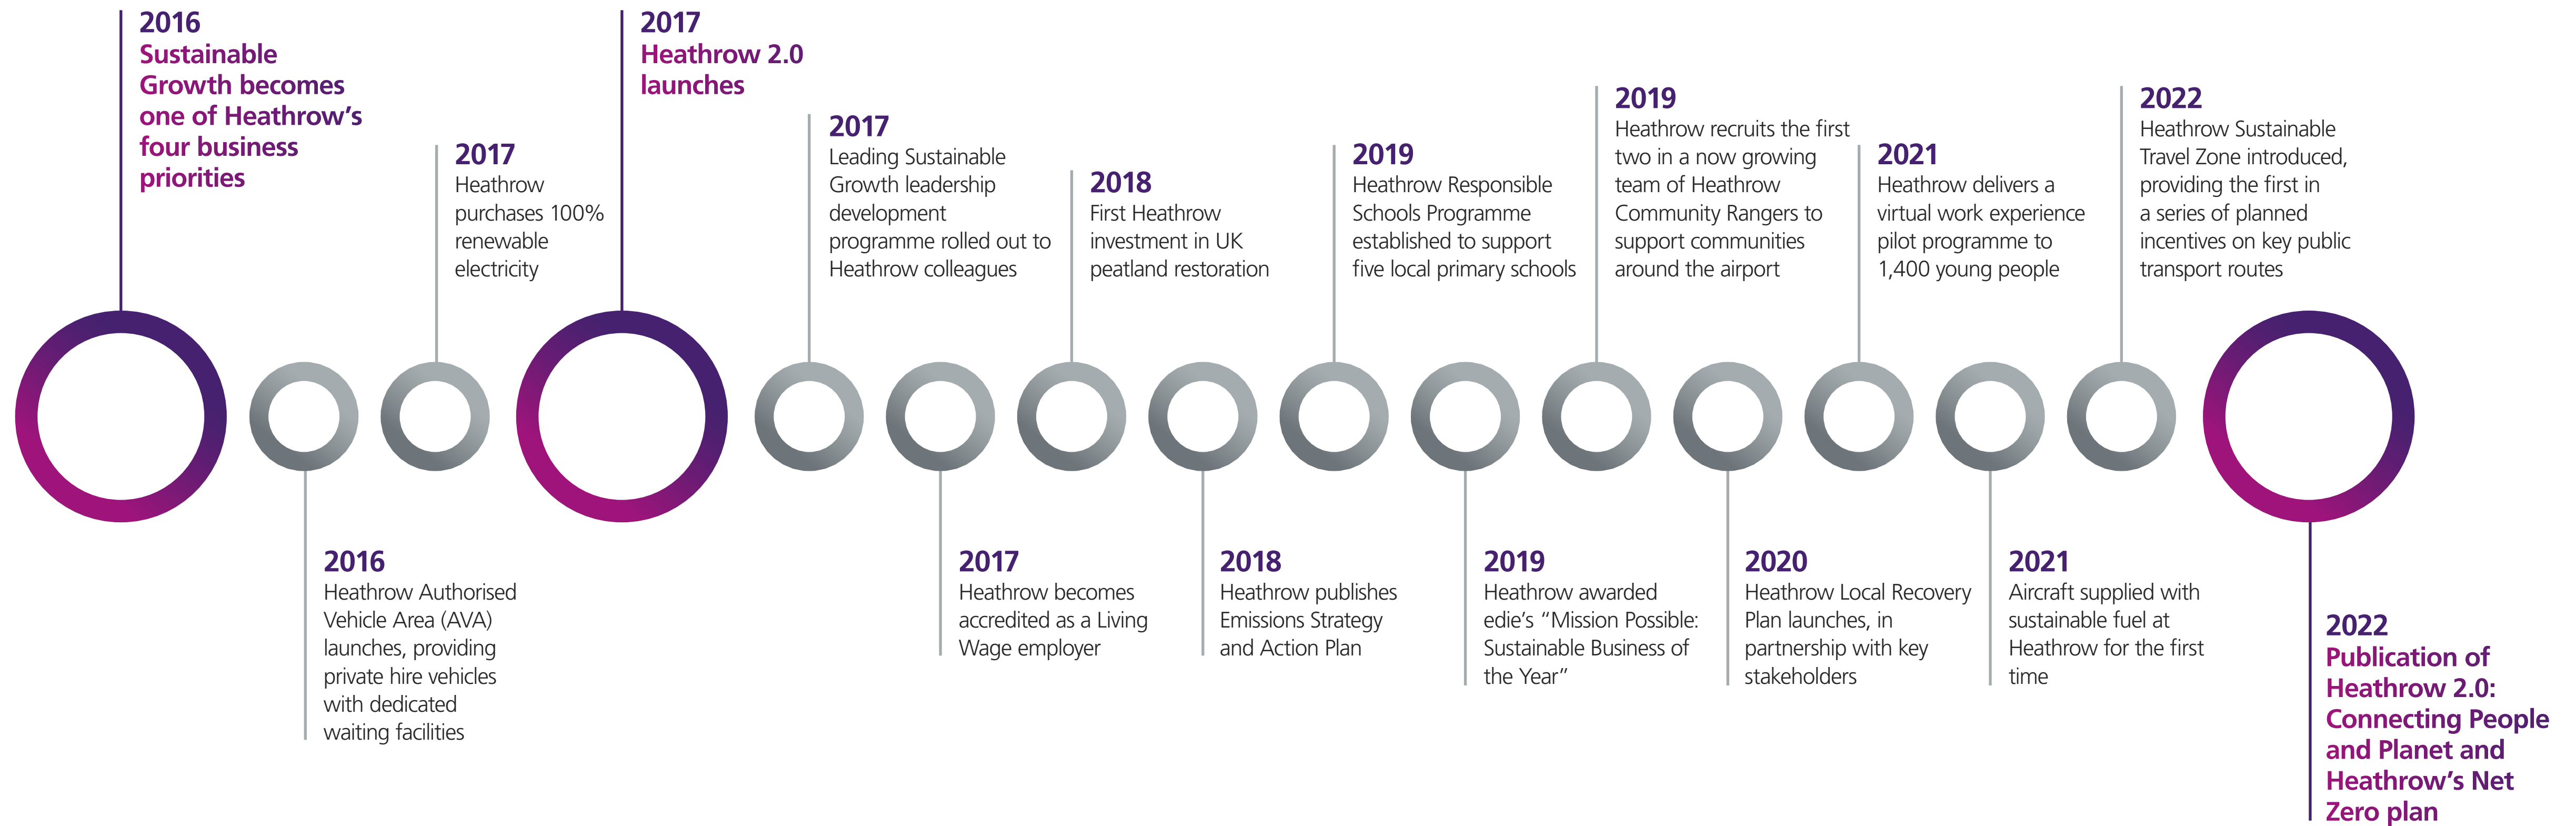 2016
Sustainable
Growth becomes
one of Heathrow’s
four business
priorities
2016
Heathrow Authorised
Vehicle Area (AVA)
launches, providing
private hire vehicles
with dedicated
waiting facilities
2017
Heathrow
purchases 100%
renewable
electricity
2017
Heathrow 2.0
launches
2017
Leading Sustainable
Growth leadership
development
programme rolled out to
Heathrow colleagues
2017
Heathrow becomes
accredited as a Living
Wage employer
2018
First Heathrow
investment in UK
peatland restoration
2018
Heathrow publishes
Emissions Strategy
and Action Plan
2019
Heathrow Responsible
Schools Programme
established to support
five local primary schools
2019
Heathrow awarded
edie’s “Mission Possible:
Sustainable Business of
the Year”
2019
Heathrow recruits the first
two in a now growing
team of Heathrow
Community Rangers to
support communities
around the airport
2020
Heathrow Local Recovery
Plan launches, in
partnership with key
stakeholders
2021
Heathrow delivers a
virtual work experience
pilot programme to
1,400 young people
2021
Aircraft supplied with
sustainable fuel at
Heathrow for the first
time
2022
Heathrow Sustainable
Travel Zone introduced,
providing the first in
a series of planned
incentives on key public
transport routes
2022
Publication of
Heathrow 2.0:
Connecting People
and Planet and
Heathrow’s Net
Zero plan